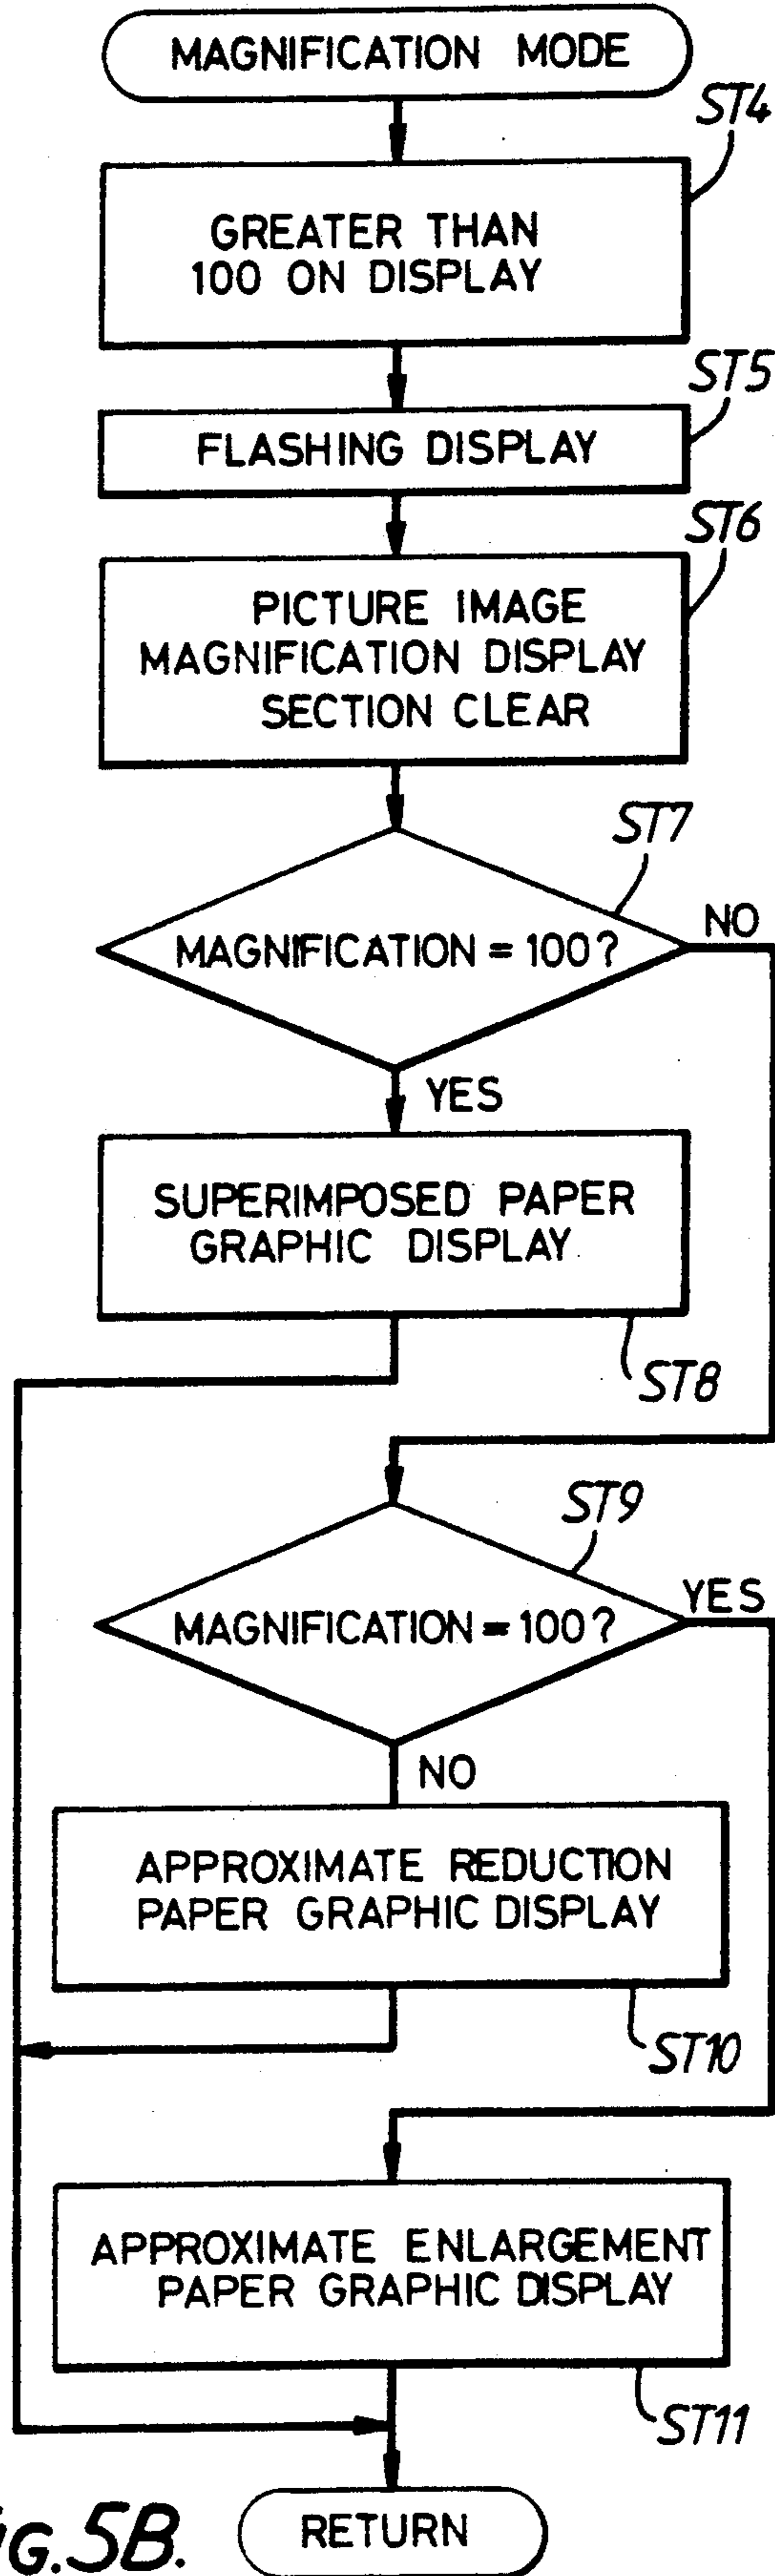 MAGNIFICATION MODE
ST4
GREATER THAN
100 ON DISPLAY
ST5
FLASHING DISPLAY
ST6
PICTURE IMAGE
MAGNIFICATION DISPLAY
SECTION CLEAR
ST7
MAGNIFICATION = 100?
NO
YES
SUPERIMPOSED PAPER
GRAPHIC DISPLAY
ST8
ST9
MAGNIFICATION = 100?
YES
NO
APPROXIMATE REDUCTION
PAPER GRAPHIC DISPLAY
ST10
APPROXIMATE ENLARGEMENT
PAPER GRAPHIC DISPLAY
ST11
RETURN
IG.5B.